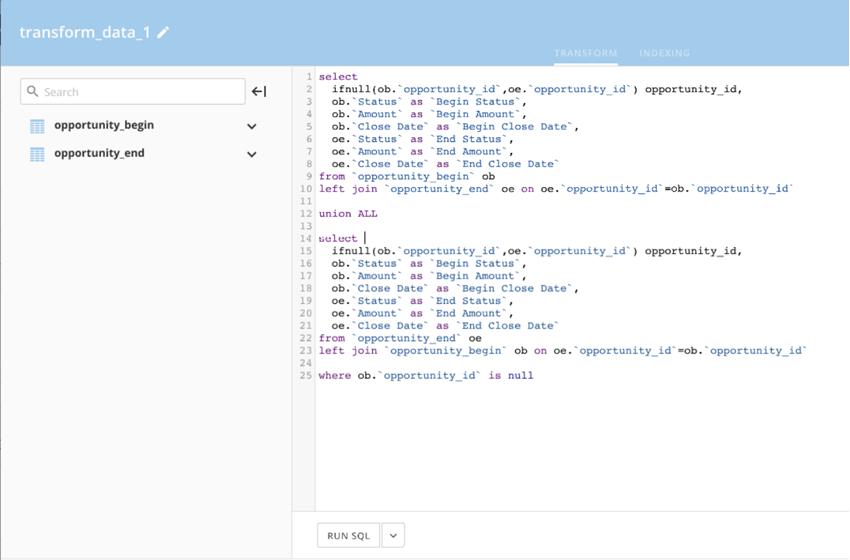 transform_data_1
TRANSFORM INDEXING
Search
opportunity_begin
opportunity_end
1 select
2 ifnull(ob.`opportunity_id`,oe.`opportunity_id`) opportunity_id,
3 ob.`Status` as `Begin Status`,
4 ob.`Amount` as `Begin Amount`,
5 ob.`Close Date` as `Begin Close Date`,
6 oe.`Status` as `End Status`,
7 oe.`Amount` as `End Amount`,
8 oe.`Close Date` as `End Close Date`
9 from `opportunity_begin` ob
10 left join `opportunity_end` oe on oe.`opportunity_id`=ob.`opportunity_id`
11
12 union ALL
13
14 select
15 ifnull(ob.`opportunity_id`,oe.`opportunity_id`) opportunity_id,
16 ob.`Status` as `Begin Status`,
17 ob.`Amount` as `Begin Amount`,
18 ob.`Close Date` as `Begin Close Date`,
19 oe.`Status` as `End Status`,
20 oe.`Amount` as `End Amount`,
21 oe.`Close Date` as `End Close Date`
22 from `opportunity_end` oe
23 left join `opportunity_begin` ob on oe.`opportunity_id`=ob.`opportunity_id`
24
25 where ob.`opportunity_id` is null
RUN SQL